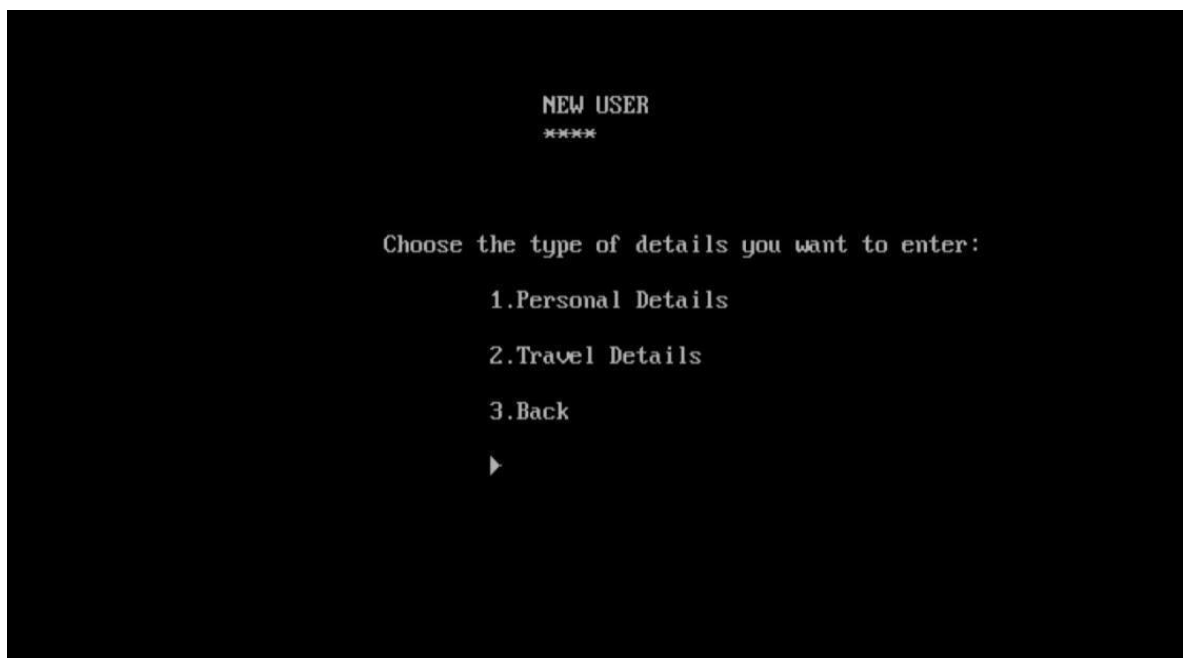 NEW USER
****
Choose the type of details you want to enter:
1.Personal Details
2.Travel Details
3.Back